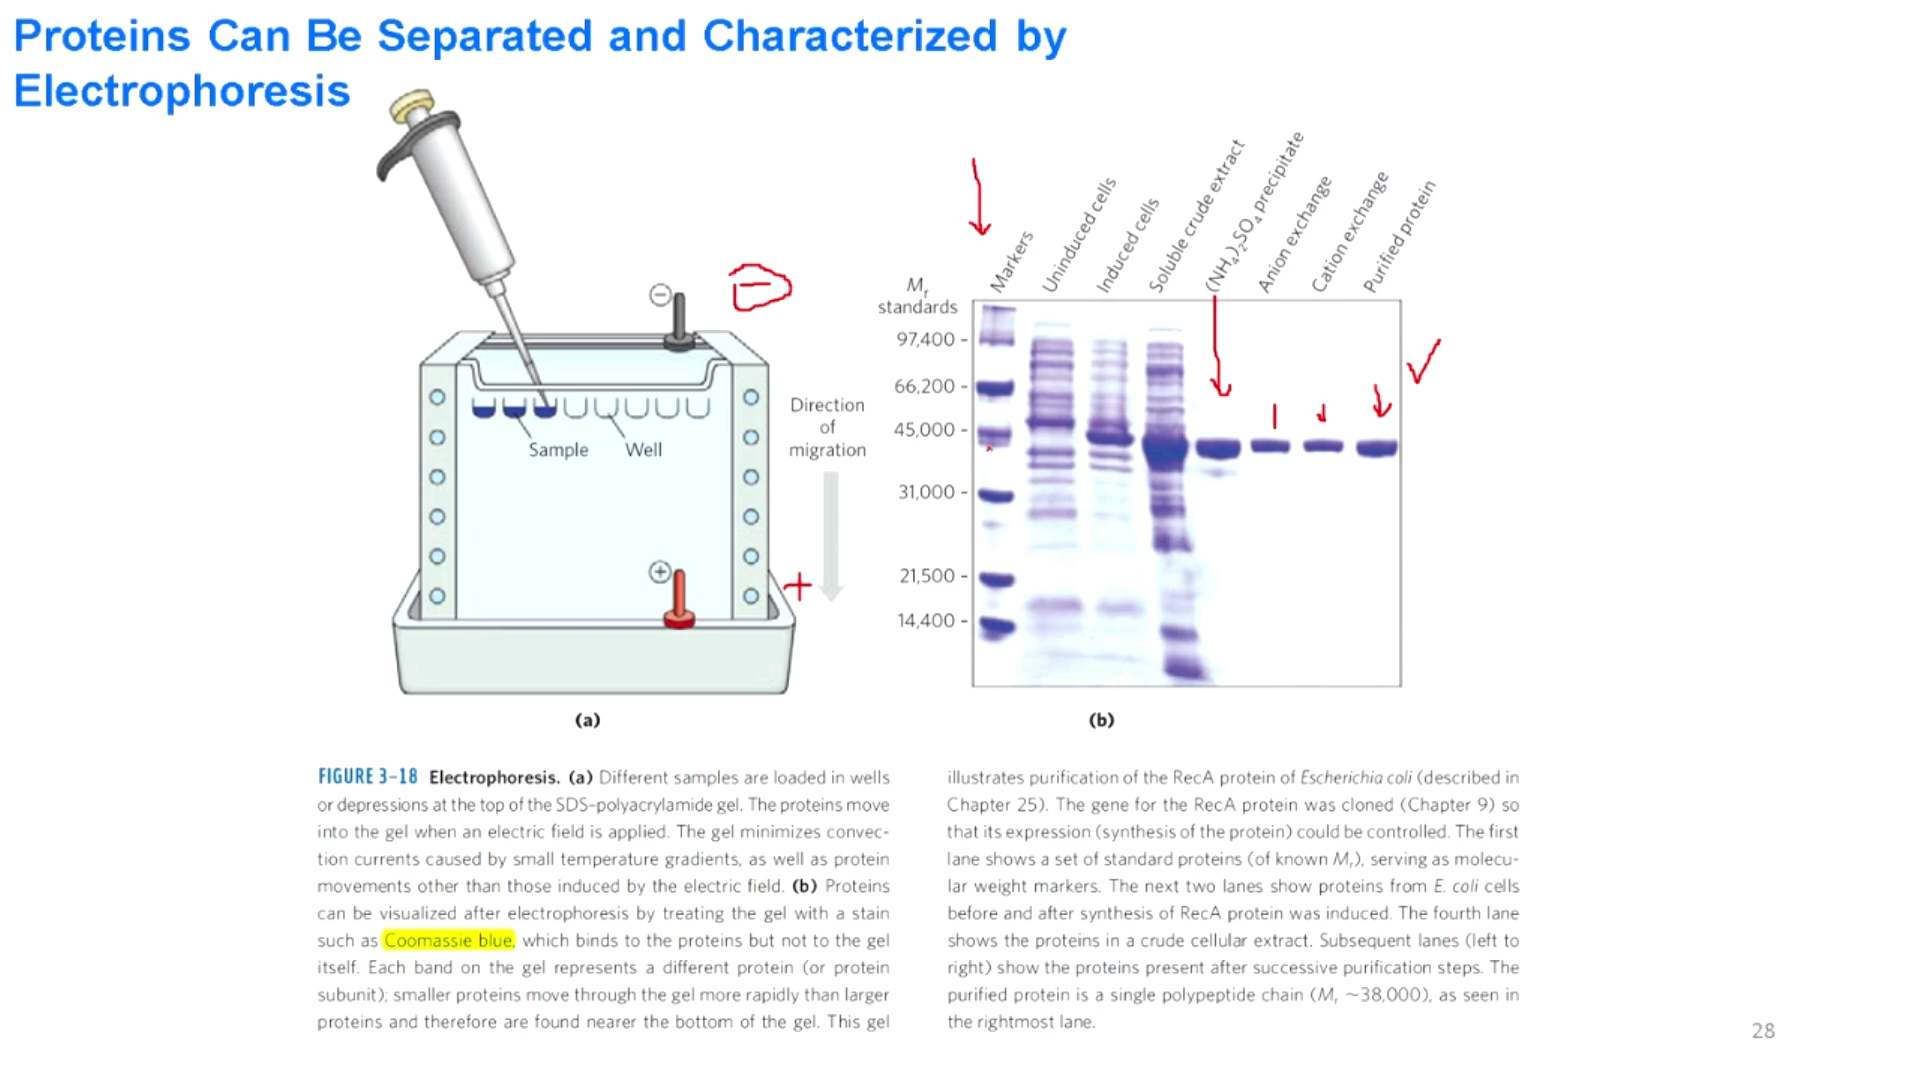 Proteins Can Be Separated and Characterized by
Electrophoresis
−
Sample
Well
+
Direction
of
migration
−
+
(a)
Mr
standards
97,400 -
66,200 -
45,000 -
31,000 -
21,500 -
14,400 -
Markers
Uninduced cells
Induced cells
Soluble crude extract
(NH4)2SO4 precipitate
Anion exchange
Cation exchange
Purified protein
(b)
FIGURE 3–18 Electrophoresis. (a) Different samples are loaded in wells
or depressions at the top of the SDS–polyacrylamide gel. The proteins move
into the gel when an electric field is applied. The gel minimizes convec-
tion currents caused by small temperature gradients, as well as protein
movements other than those induced by the electric field. (b) Proteins
can be visualized after electrophoresis by treating the gel with a stain
such as Coomassie blue, which binds to the proteins but not to the gel
itself. Each band on the gel represents a different protein (or protein
subunit); smaller proteins move through the gel more rapidly than larger
proteins and therefore are found nearer the bottom of the gel. This gel
illustrates purification of the RecA protein of Escherichia coli (described in
Chapter 25). The gene for the RecA protein was cloned (Chapter 9) so
that its expression (synthesis of the protein) could be controlled. The first
lane shows a set of standard proteins (of known Mr), serving as molecu-
lar weight markers. The next two lanes show proteins from E. coli cells
before and after synthesis of RecA protein was induced. The fourth lane
shows the proteins in a crude cellular extract. Subsequent lanes (left to
right) show the proteins present after successive purification steps. The
purified protein is a single polypeptide chain (Mr ~38,000), as seen in
the rightmost lane.
28